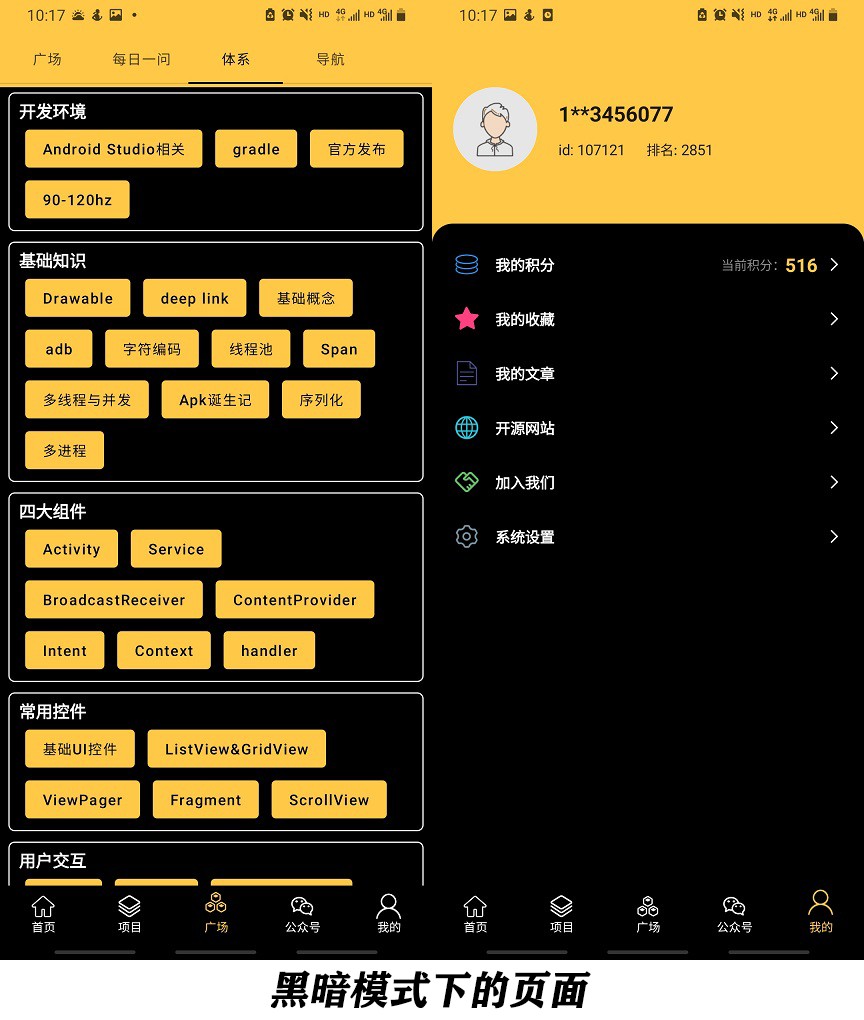 10:17
HD 4G HD 4G
广场 每日一问 体系 导航
开发环境
Android Studio相关 gradle 官方发布
90-120hz
基础知识
Drawable deep link 基础概念
adb 字符编码 线程池 Span
多线程与并发 Apk诞生记 序列化
多进程
四大组件
Activity Service
BroadcastReceiver ContentProvider
Intent Context handler
常用控件
基础UI控件 ListView&GridView
ViewPager Fragment ScrollView
用户交互
首页 项目 广场 公众号 我的
10:17
HD 4G HD 4G
1**3456077
id: 107121 排名: 2851
我的积分 当前积分: 516
我的收藏
我的文章
开源网站
加入我们
系统设置
首页 项目 广场 公众号 我的
黑暗模式下的页面